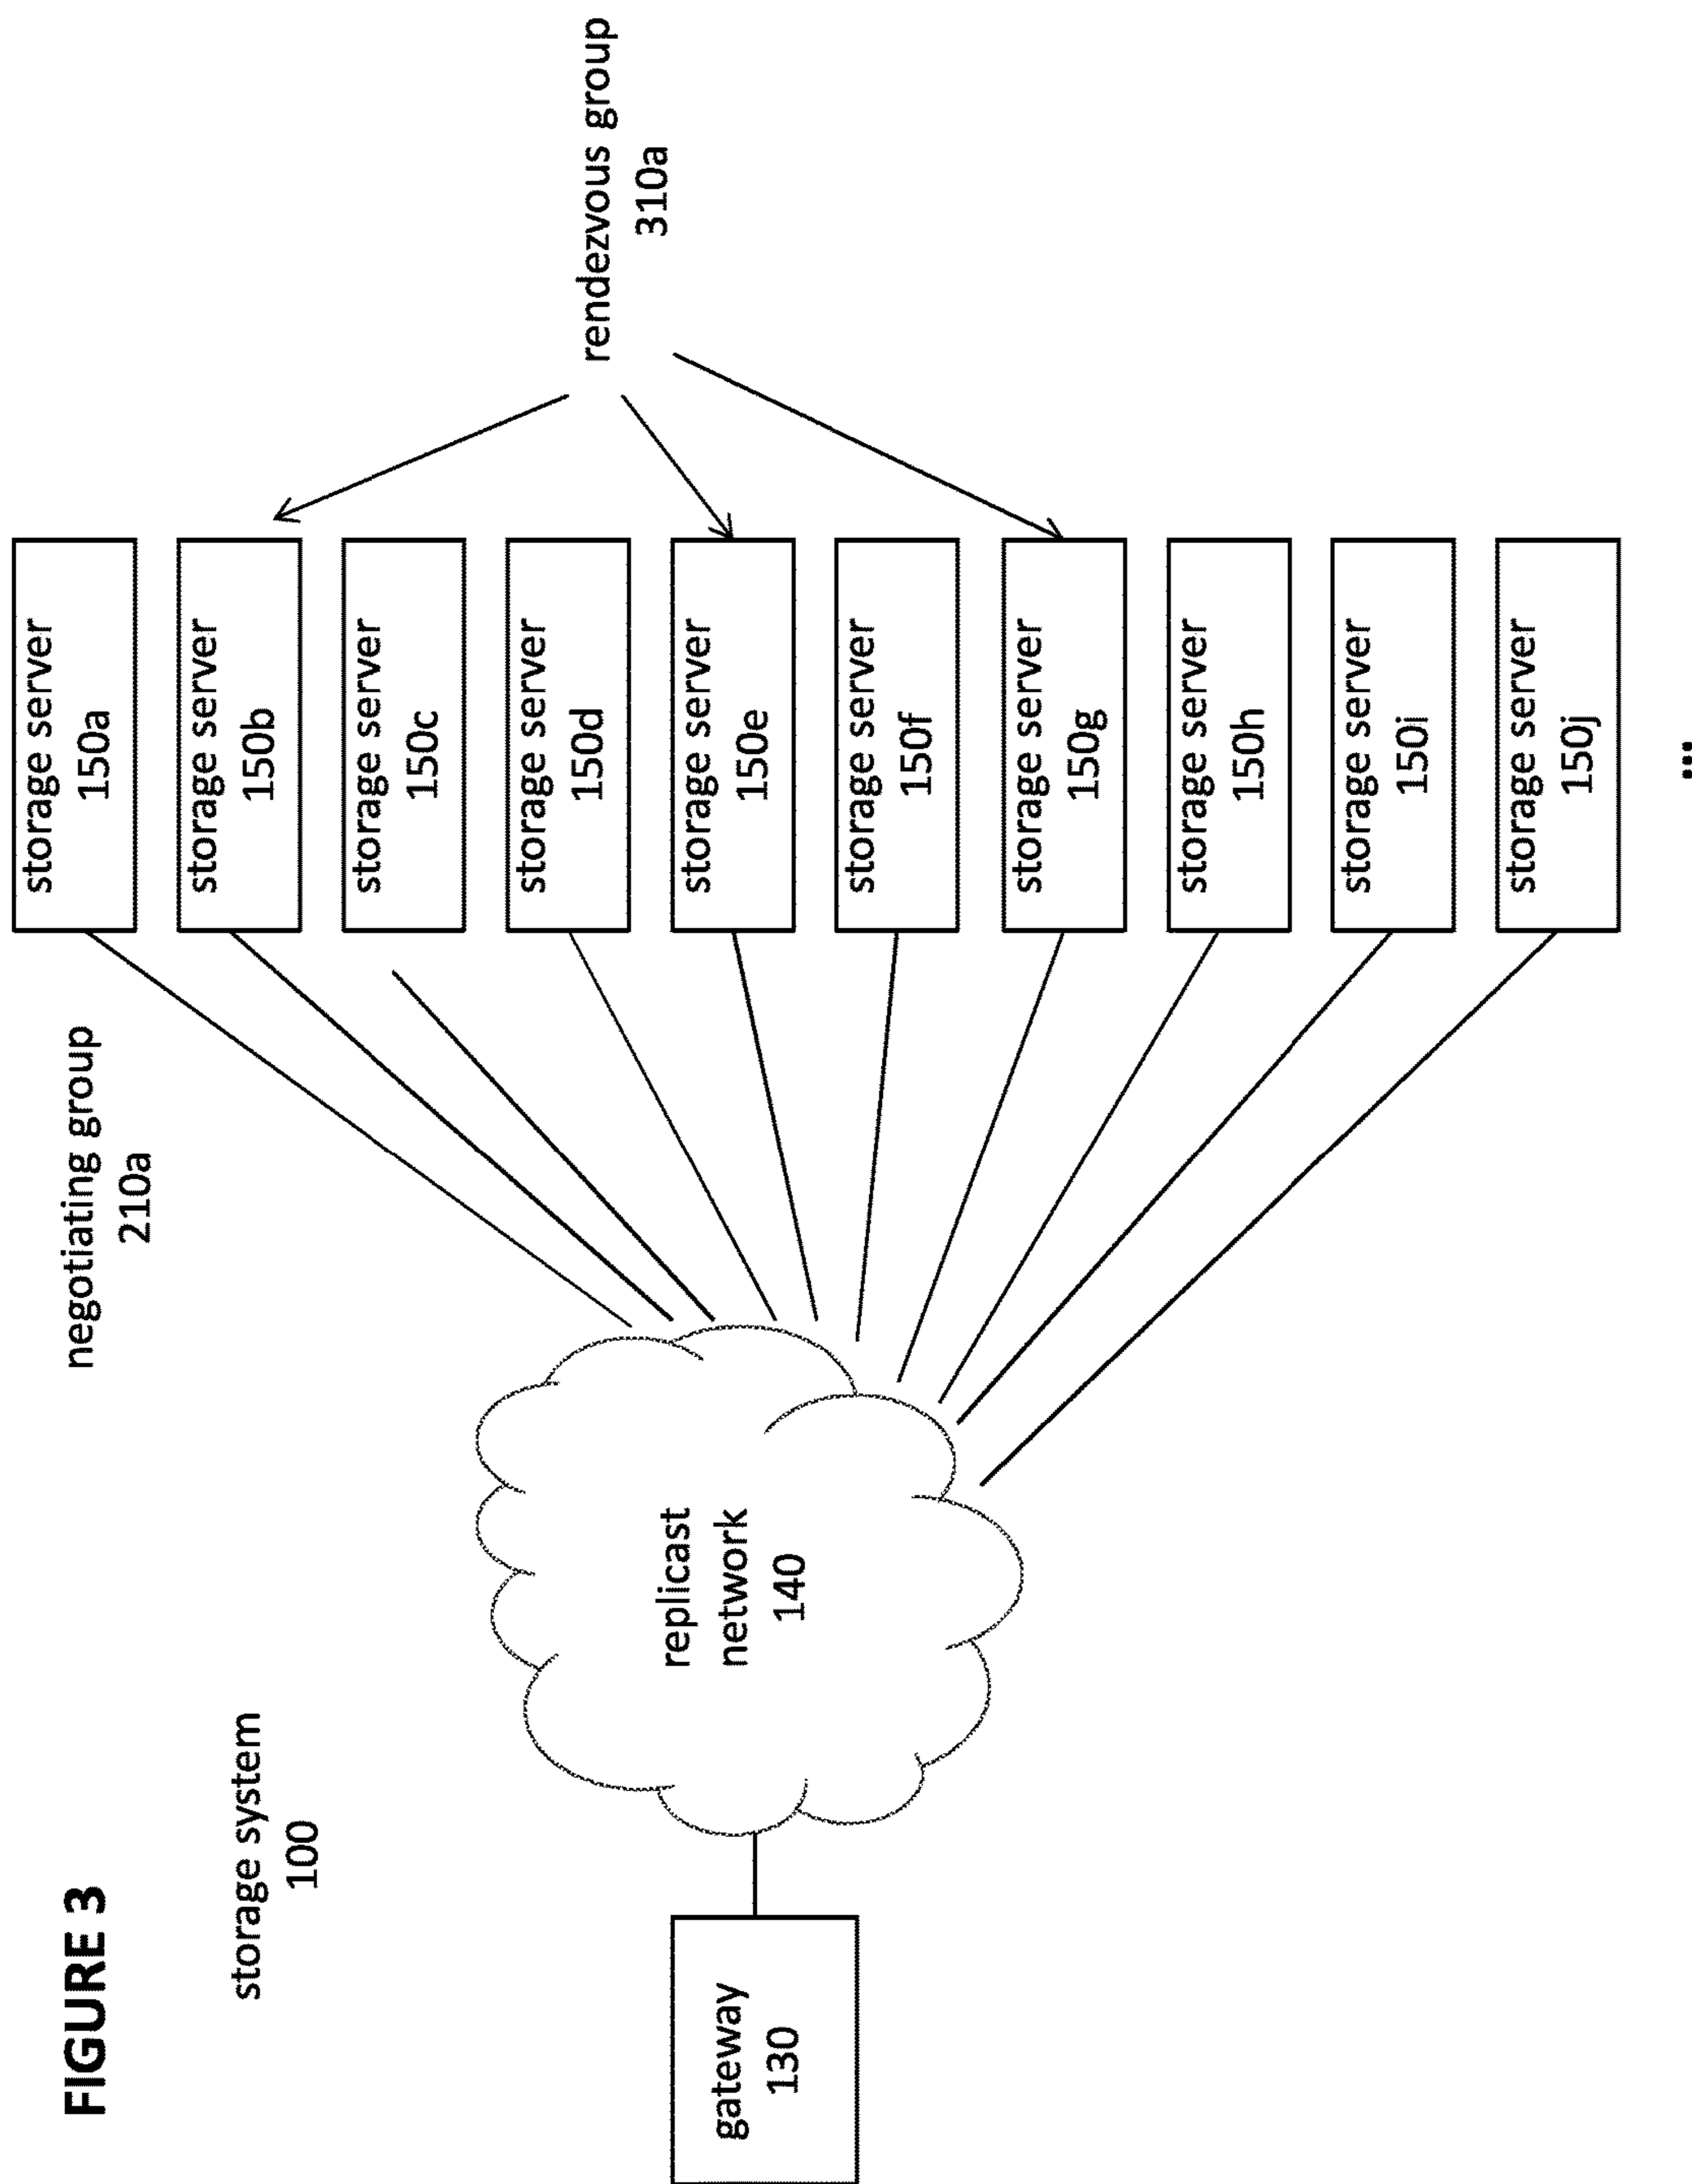 FIGURE 3
storage system
100
gateway
130
replicast
network
140
negotiating group
210a
storage server
150a
storage server
150b
storage server
150c
storage server
150d
storage server
150e
storage server
150f
storage server
150g
storage server
150h
storage server
150i
storage server
150j
...
rendezvous group
310a